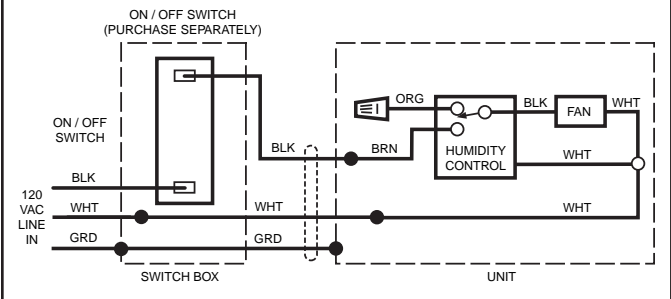 ON / OFF SWITCH
(PURCHASE SEPARATELY)
ON / OFF
SWITCH
BLK
120
VAC
LINE
IN
WHT
GRD
SWITCH BOX
BLK
WHT
GRD
ORG
BRN
HUMIDITY
CONTROL
BLK
FAN
WHT
WHT
WHT
UNIT